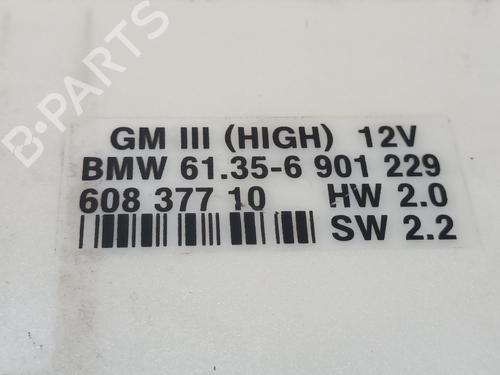 B-PARTS
GM III (HIGH) 12V
BMW 61.35-6 901 229
608 377 10 HW 2.0
SW 2.2